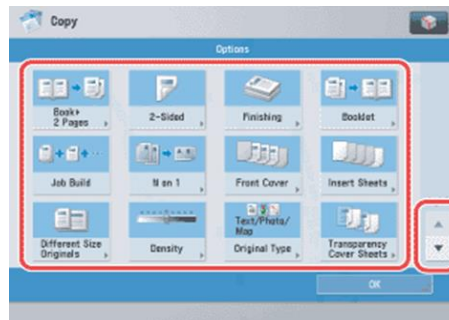 Copy
Options
Book▸
2 Pages
2-Sided
Finishing
Booklet
Job Build
N on 1
Front Cover
Insert Sheets
Different Size
Originals
Density
Text/Photo/
Map
Original Type
Transparency
Cover Sheets
OK